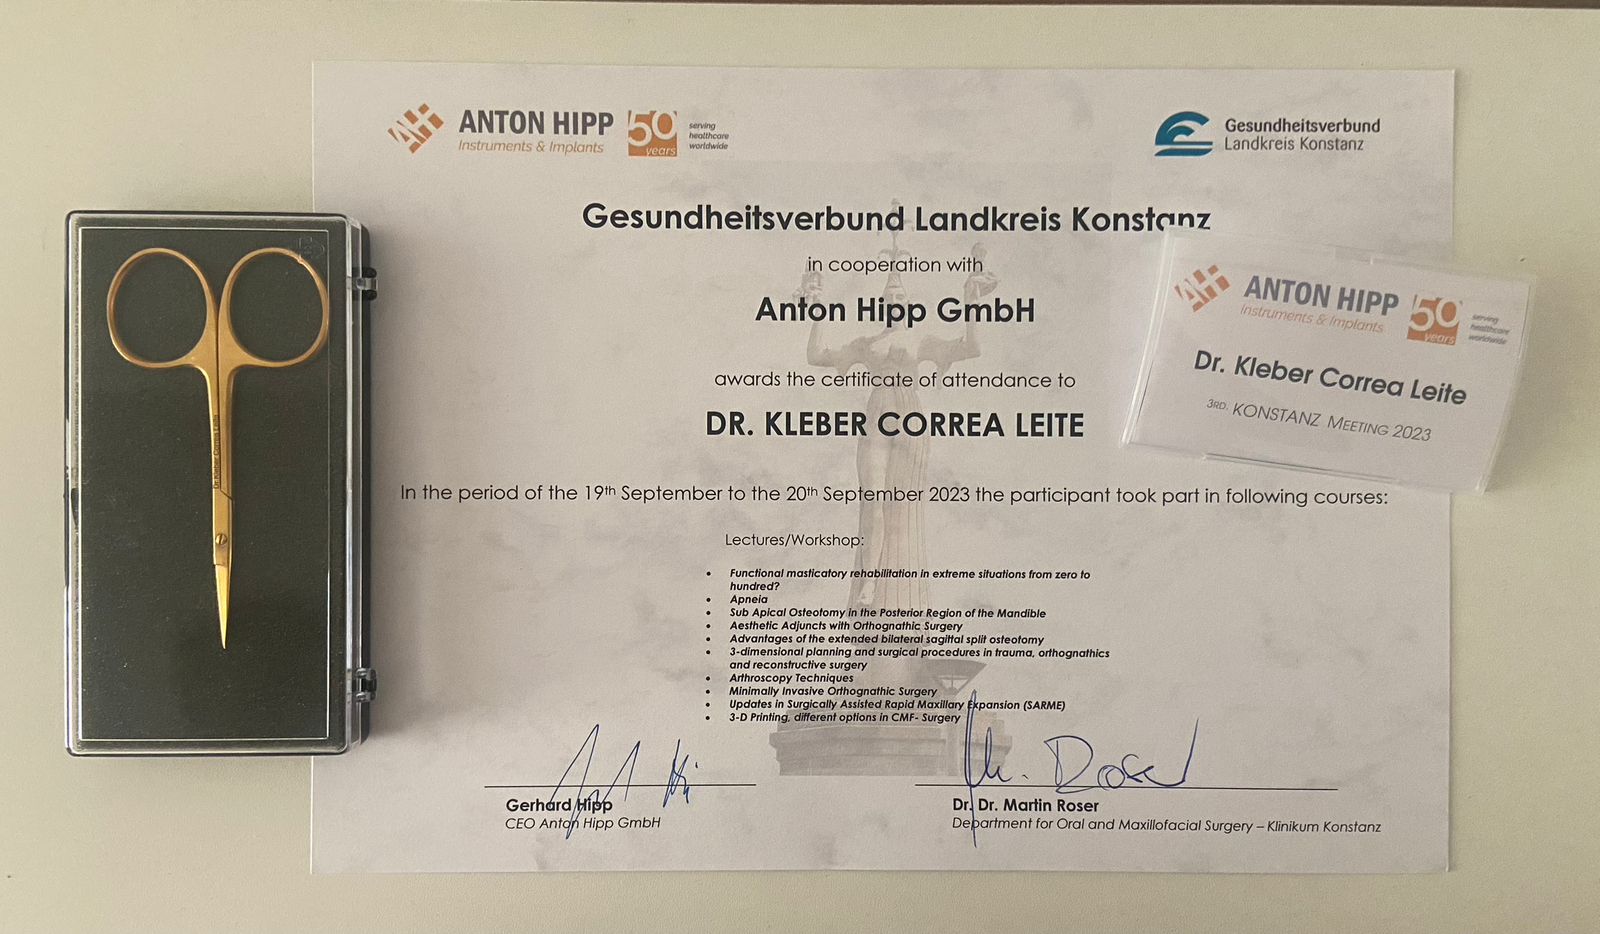 ANTON HIPP
Instruments & Implants
50
years
serving
healthcare
worldwide
Gesundheitsverbund
Landkreis Konstanz
Gesundheitsverbund Landkreis Konstanz
in cooperation with
Anton Hipp GmbH
awards the certificate of attendance to
DR. KLEBER CORREA LEITE
In the period of the 19th September to the 20th September 2023 the participant took part in following courses:
Lectures/Workshop:
• Functional masticatory rehabilitation in extreme situations from zero to
hundred?
• Apneia
• Sub Apical Osteotomy in the Posterior Region of the Mandible
• Aesthetic Adjuncts with Orthognathic Surgery
• Advantages of the extended bilateral sagittal split osteotomy
• 3-dimensional planning and surgical procedures in trauma, orthognathics
and reconstructive surgery
• Arthroscopy Techniques
• Minimally Invasive Orthognathic Surgery
• Updates in Surgically Assisted Rapid Maxillary Expansion (SARME)
• 3-D Printing, different options in CMF- Surgery
Gerhard Hipp
CEO Anton Hipp GmbH
Dr. Dr. Martin Roser
Department for Oral and Maxillofacial Surgery – Klinikum Konstanz
ANTON HIPP
Instruments & Implants
50
years
serving
healthcare
worldwide
Dr. Kleber Correa Leite
3RD. KONSTANZ MEETING 2023
Dr.Kleber Correa Leite